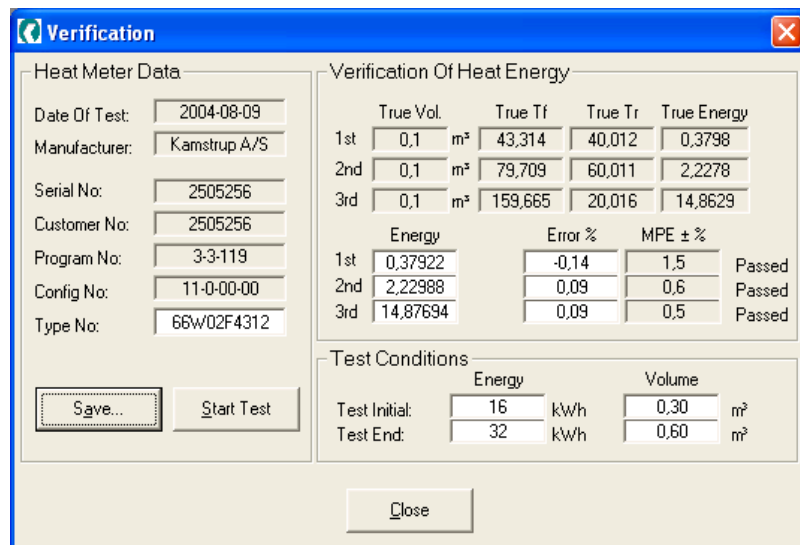 Verification
Heat Meter Data
Date Of Test: 2004-08-09
Manufacturer: Kamstrup A/S
Serial No: 2505256
Customer No: 2505256
Program No: 3-3-119
Config No: 11-0-00-00
Type No: 66W02F4312
Save...
Start Test
Verification Of Heat Energy
True Vol. True Tf True Tr True Energy
1st 0,1 m³ 43,314 40,012 0,3798
2nd 0,1 m³ 79,709 60,011 2,2278
3rd 0,1 m³ 159,665 20,016 14,8629
Energy Error % MPE ± %
1st 0,37922 -0,14 1,5 Passed
2nd 2,22988 0,09 0,6 Passed
3rd 14,87694 0,09 0,5 Passed
Test Conditions
Energy Volume
Test Initial: 16 kWh 0,30 m³
Test End: 32 kWh 0,60 m³
Close